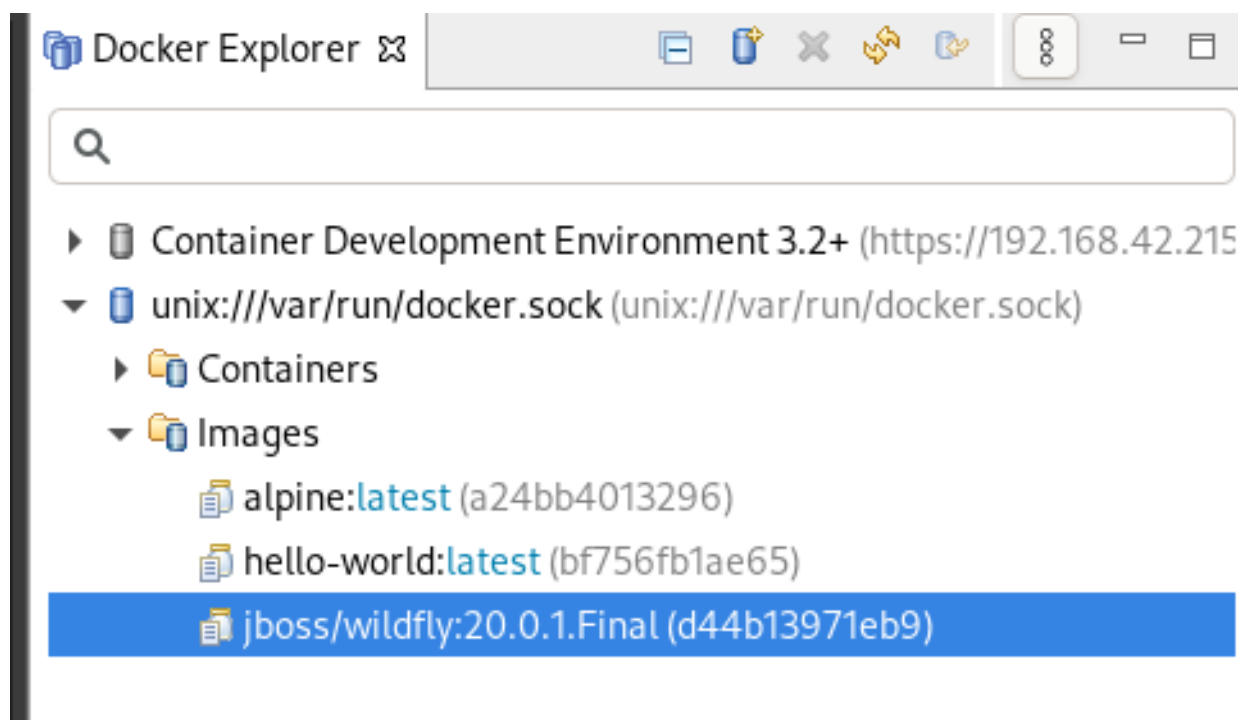 Docker Explorer
Container Development Environment 3.2+ (https://192.168.42.215
unix:///var/run/docker.sock (unix:///var/run/docker.sock)
Containers
Images
alpine:latest (a24bb4013296)
hello-world:latest (bf756fb1ae65)
jboss/wildfly:20.0.1.Final (d44b13971eb9)